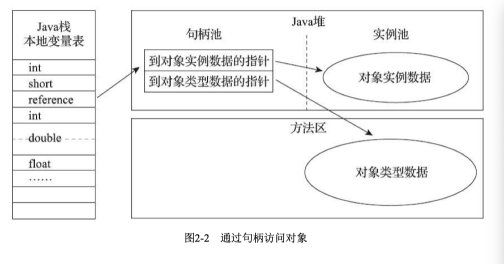 Java栈
本地变量表
int
short
reference
int
double
float
……
Java堆
句柄池
实例池
到对象实例数据的指针
到对象类型数据的指针
对象实例数据
方法区
对象类型数据
图2-2 通过句柄访问对象